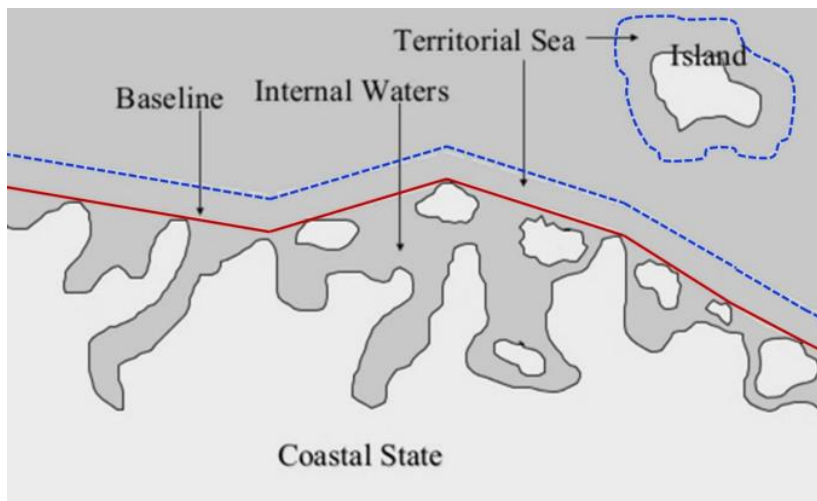 Territorial Sea
Island
Baseline
Internal Waters
Coastal State